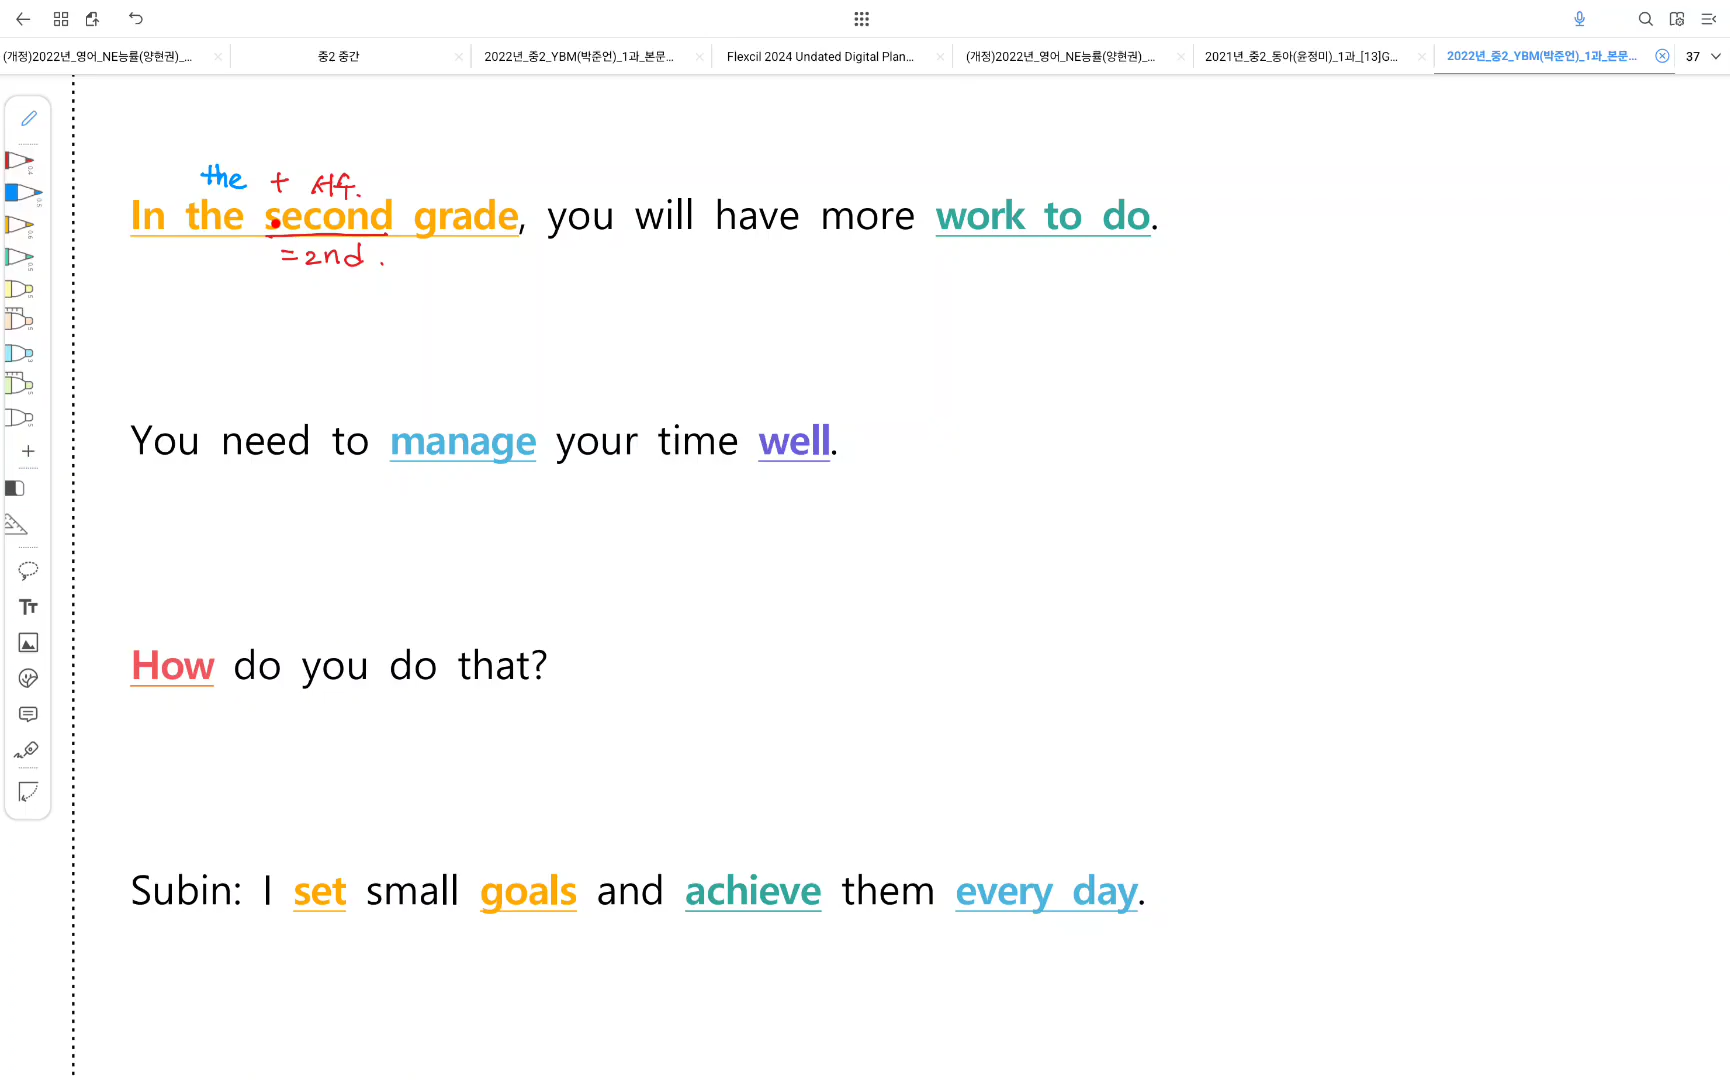 (개정)2022년_영어_NE능률(양현권)_...
중2 중간
2022년_중2_YBM(박준언)_1과_본문...
Flexcil 2024 Undated Digital Plan...
(개정)2022년_영어_NE능률(양현권)_...
2021년_중2_동아(윤정미)_1과_[13]G...
2022년_중2_YBM(박준언)_1과_본문...
37
the + 서수.
In the second grade, you will have more work to do.
= 2nd .
You need to manage your time well.
How do you do that?
Subin: I set small goals and achieve them every day.